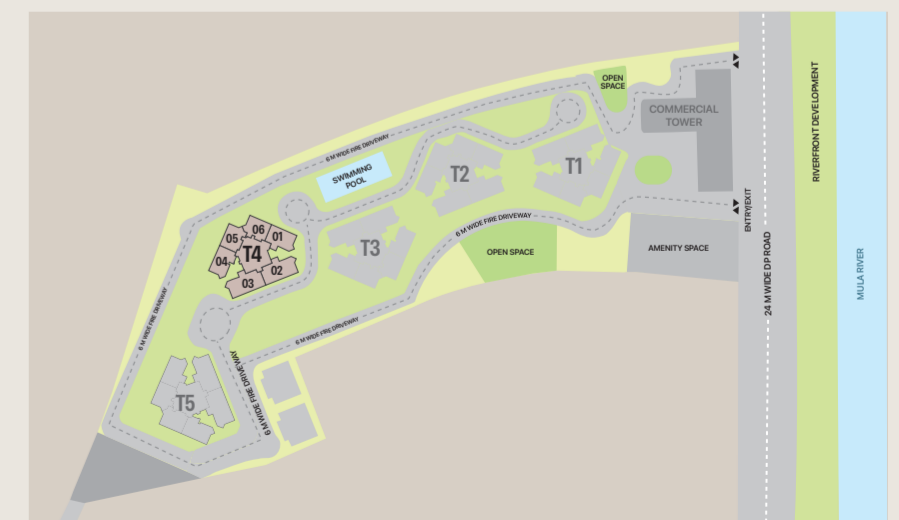 OPEN
SPACE
COMMERCIAL
TOWER
RIVERFRONT DEVELOPMENT
6 M WIDE FIRE DRIVEWAY
SWIMMING
POOL
T2
T1
ENTRY/EXIT
6 M WIDE FIRE DRIVEWAY
06
05
01
T4
04
02
03
T3
OPEN SPACE
AMENITY SPACE
24 M WIDE DP ROAD
MULA RIVER
6 M WIDE FIRE DRIVEWAY
6 M WIDE FIRE DRIVEWAY
6 M WIDE FIRE DRIVEWAY
T5